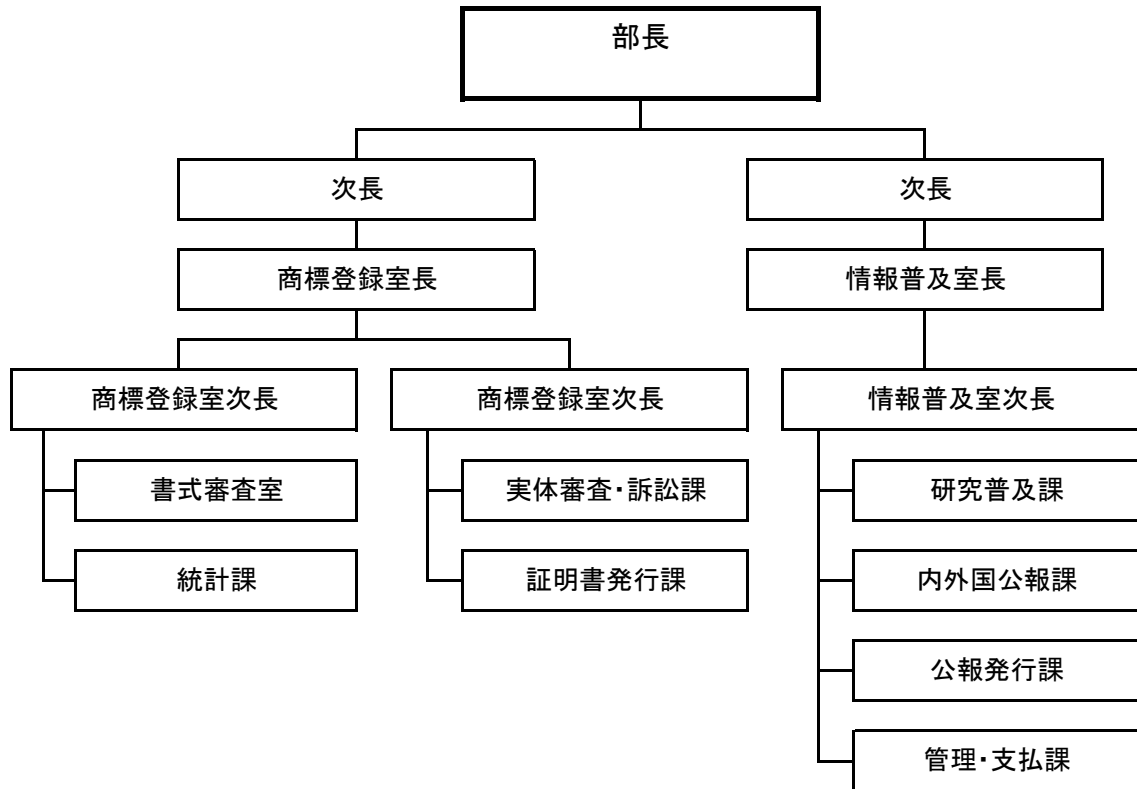 部長
次長
次長
商標登録室長
情報普及室長
商標登録室次長
商標登録室次長
情報普及室次長
書式審査室
実体審査・訴訟課
研究普及課
統計課
証明書発行課
内外国公報課
公報発行課
管理・支払課